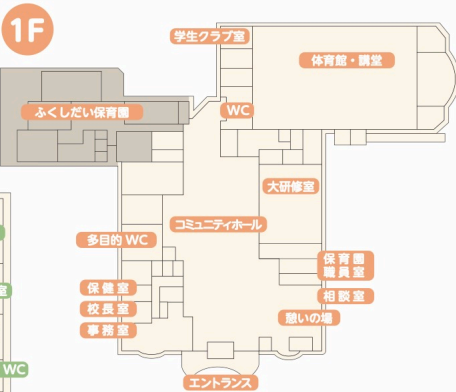 1F
学生クラブ室
体育館・講堂
ふくしだい保育園
WC
大研修室
コミュニティホール
多目的 WC
保育園
職員室
保健室
相談室
校長室
憩いの場
事務室
エントランス
室
WC